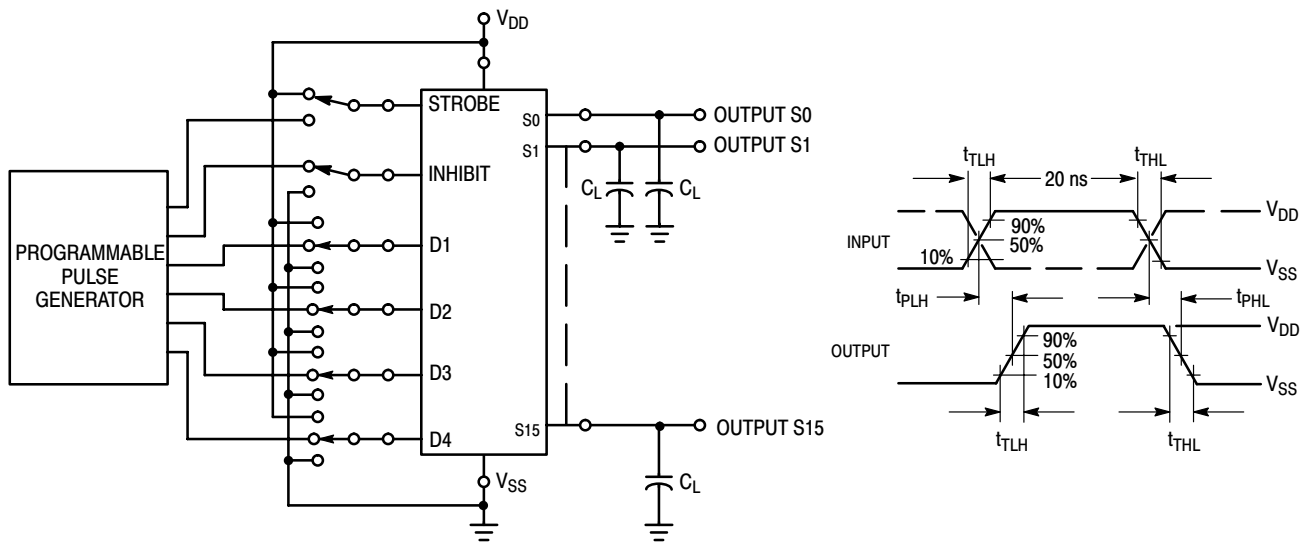 VDD
STROBE
S0
OUTPUT S0
S1
OUTPUT S1
INHIBIT
CL
CL
PROGRAMMABLE
PULSE
GENERATOR
D1
D2
D3
D4
S15
OUTPUT S15
VSS
CL
tTLH
tTHL
20 ns
VDD
INPUT
90%
50%
10%
VSS
tPLH
tPHL
VDD
OUTPUT
90%
50%
10%
VSS
tTLH
tTHL